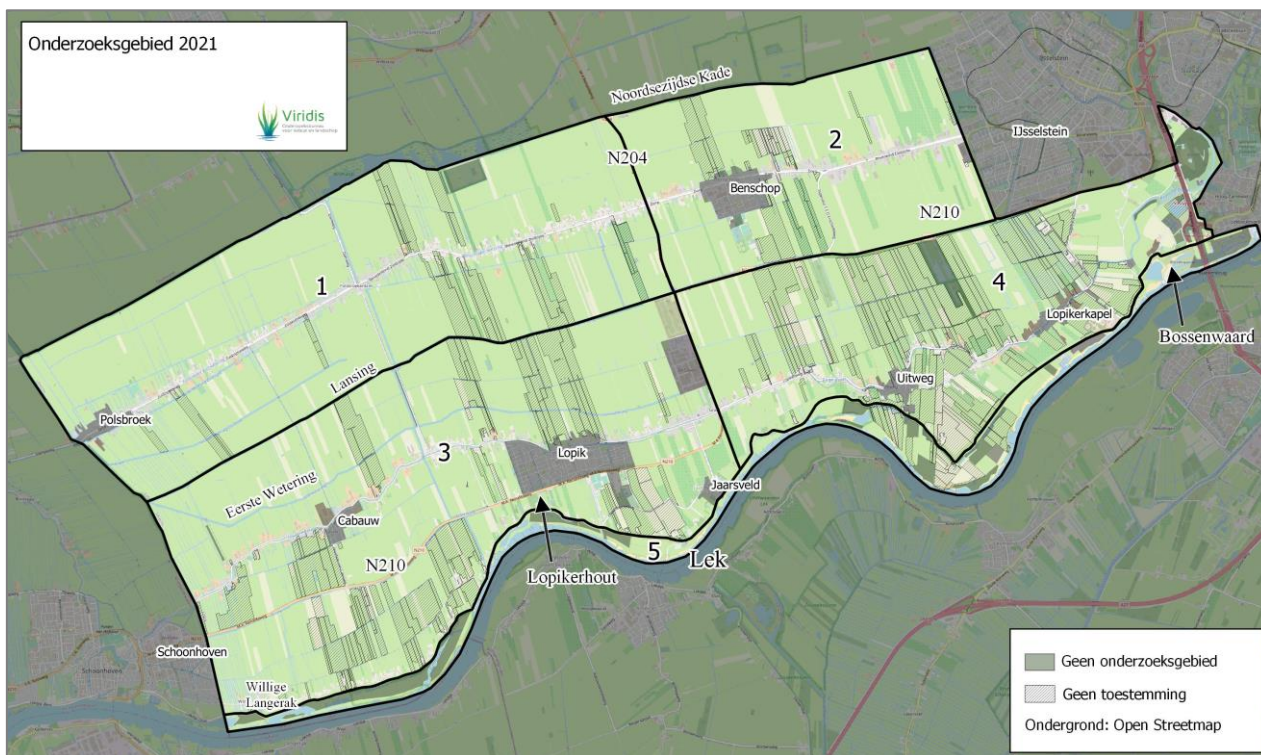 Onderzoeksgebied 2021
Viridis
Noordsezijdse Kade
N204
2
IJsselstein
Benschop
N210
1
4
Lopikerkapel
Bossenwaard
Lansing
Uitweg
Polsbroek
3
Lopik
Eerste Wetering
Jaarsveld
Cabauw
5
Lek
N210
Lopikerhout
Schoonhoven
Schoonhoven
Willige
Langerak
Geen onderzoeksgebied
Geen toestemming
Ondergrond: Open Streetmap